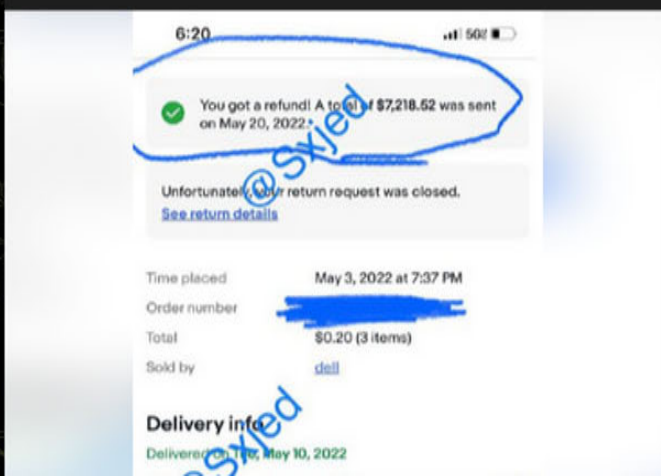 6:20 50%
You got a refund! A total of $7,218.52 was sent
on May 20, 2022.
@Sxjed
Unfortunately, your return request was closed.
See return details
Time placed May 3, 2022 at 7:37 PM
Order number
Total $0.20 (3 items)
Sold by dell
Delivery info
Delivered on Tue, May 10, 2022
@Sxjed